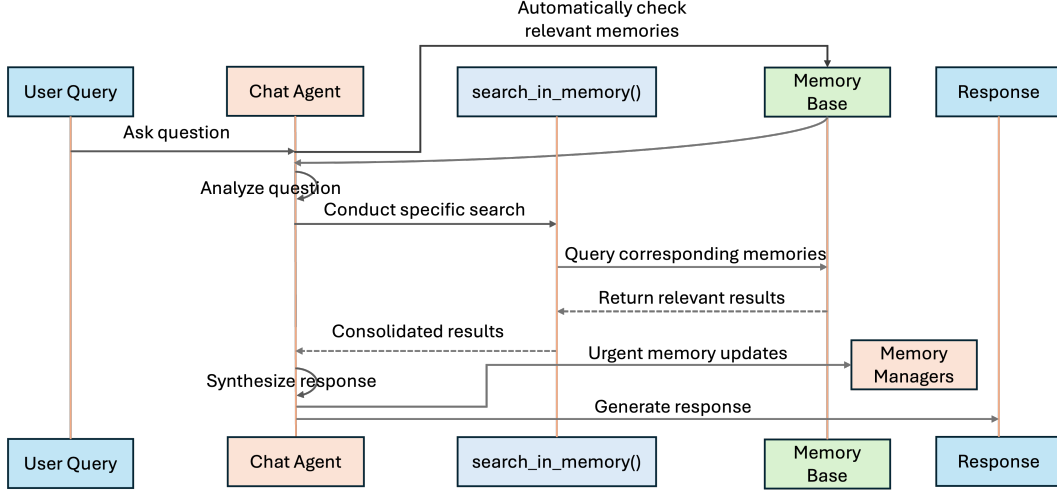 Automatically check
relevant memories
User Query
Chat Agent
search_in_memory()
Memory
Base
Response
Ask question
Analyze question
Conduct specific search
Query corresponding memories
Return relevant results
Consolidated results
Urgent memory updates
Memory
Managers
Synthesize response
Generate response
User Query
Chat Agent
search_in_memory()
Memory
Base
Response